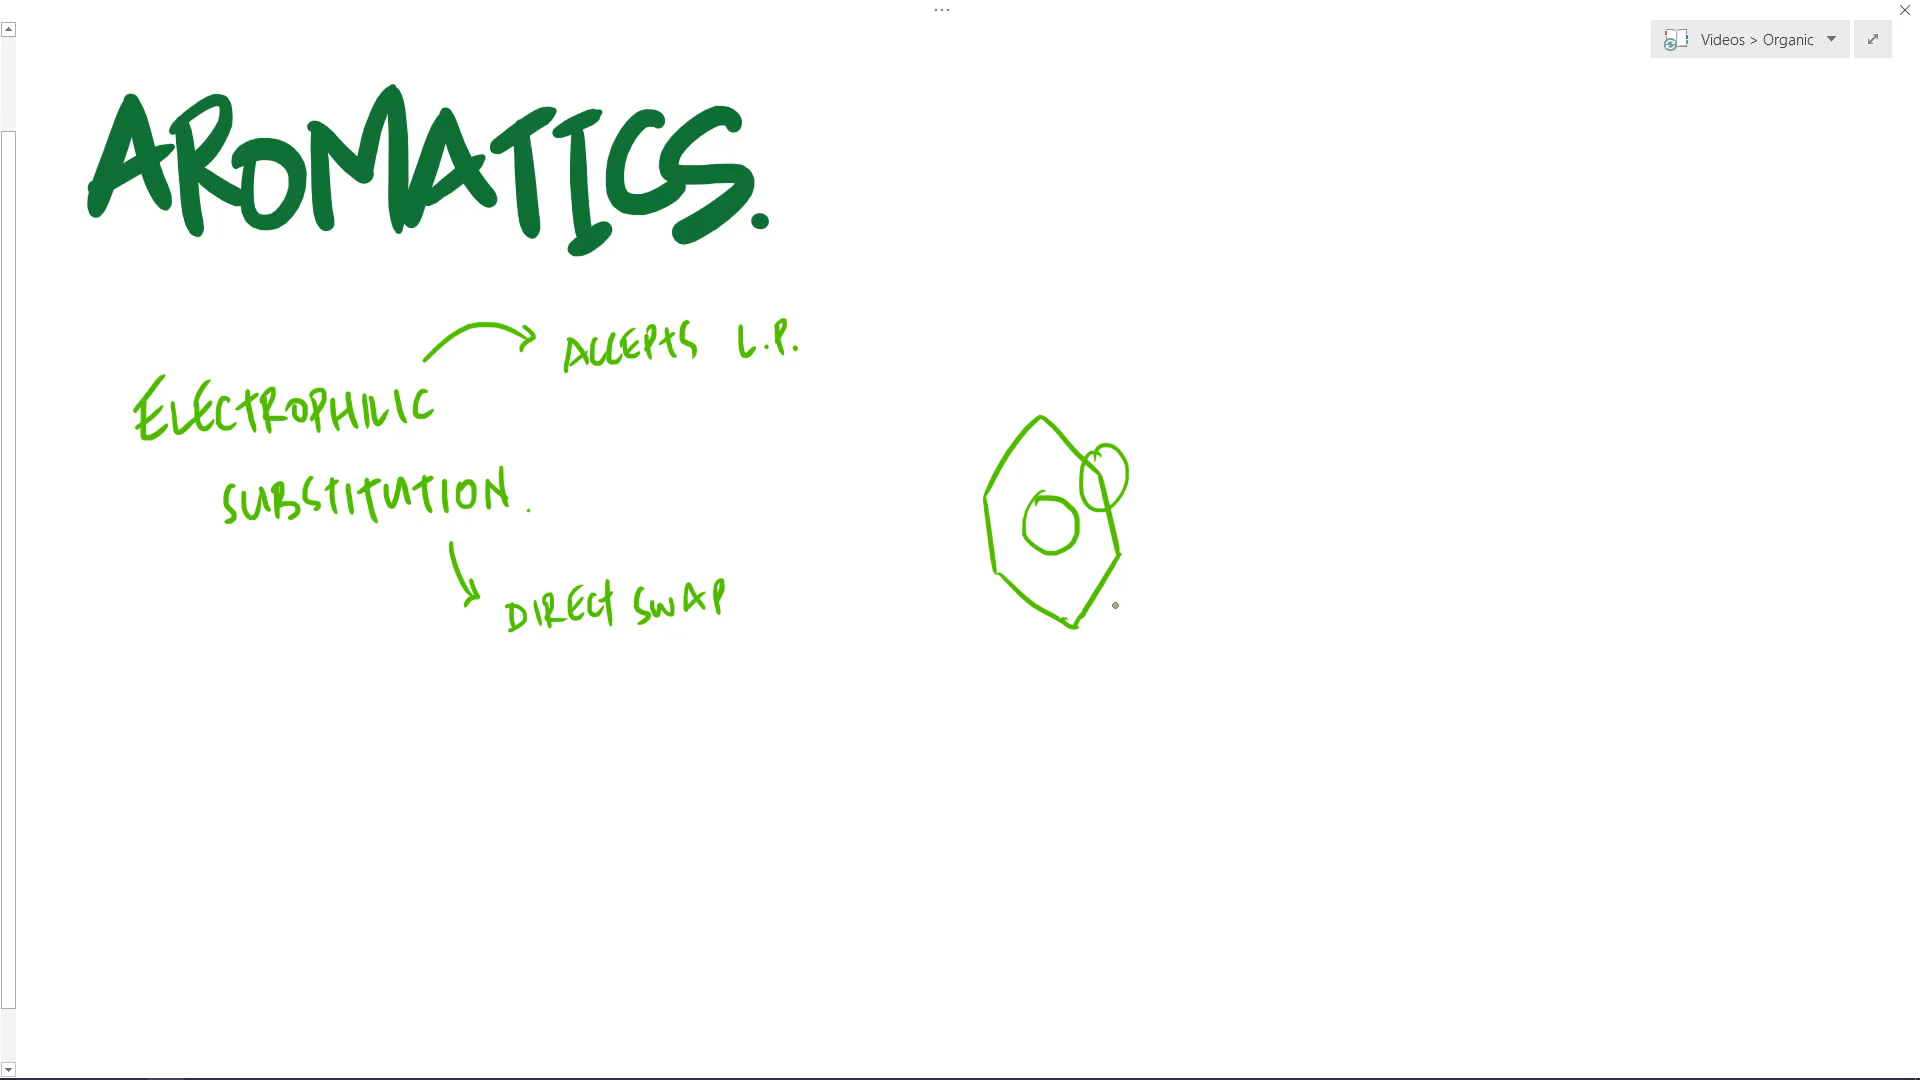 Videos > Organic
AROMATICS.
ACCEPTS L.P.
ELECTROPHILIC
SUBSTITUTION.
DIRECT SWAP